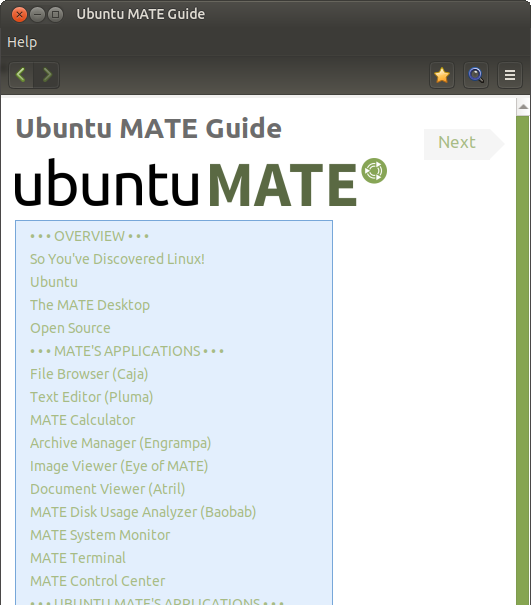 Ubuntu MATE Guide
Help
Ubuntu MATE Guide
Next
ubuntu MATE
• • • OVERVIEW • • •
So You've Discovered Linux!
Ubuntu
The MATE Desktop
Open Source
• • • MATE'S APPLICATIONS • • •
File Browser (Caja)
Text Editor (Pluma)
MATE Calculator
Archive Manager (Engrampa)
Image Viewer (Eye of MATE)
Document Viewer (Atril)
MATE Disk Usage Analyzer (Baobab)
MATE System Monitor
MATE Terminal
MATE Control Center
• • • UBUNTU MATE'S APPLICATIONS • • •